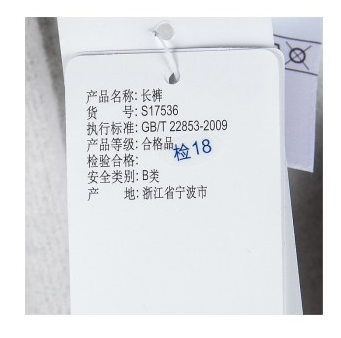 产品名称: 长裤
货 号: S17536
执行标准: GB/T 22853-2009
产品等级: 合格品
检验合格: 检18
安全类别: B类
产 地: 浙江省宁波市